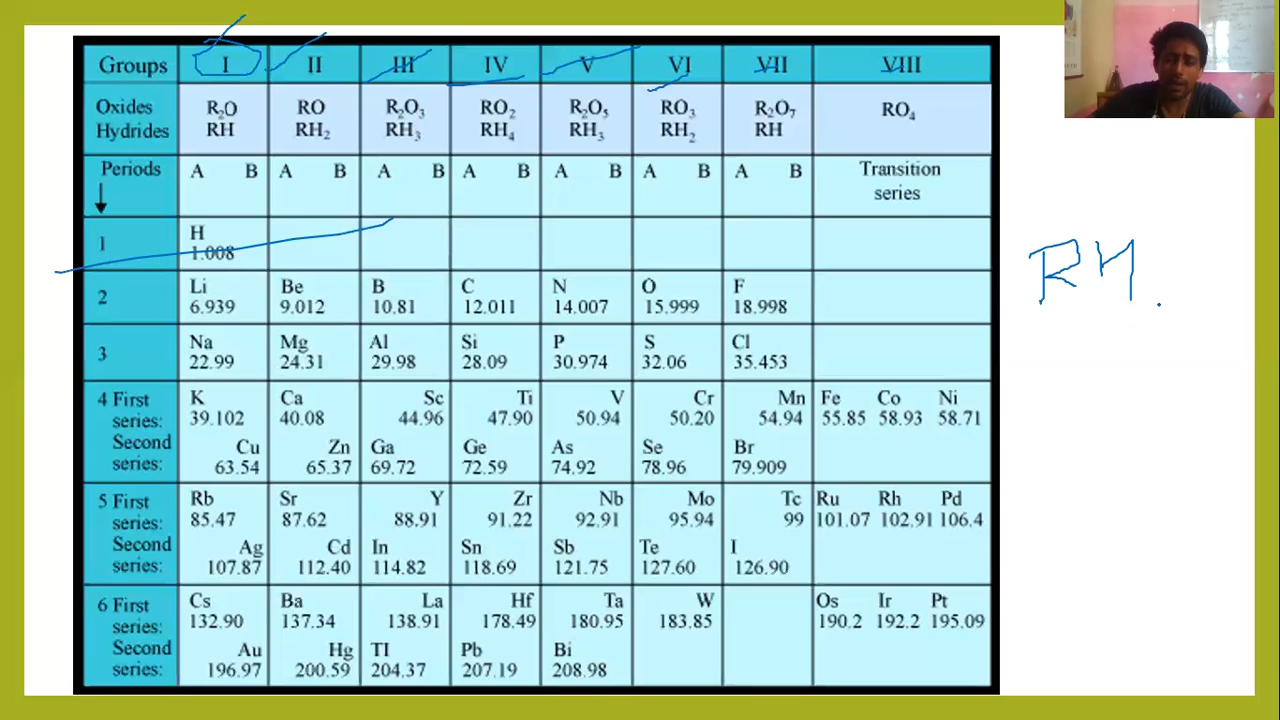 Groups I II III IV V VI VII VIII
Oxides R₂O RO R₂O₃ RO₂ R₂O₅ RO₃ R₂O₇ RO₄
Hydrides RH RH₂ RH₃ RH₄ RH₃ RH₂ RH
Periods A B A B A B A B A B A B A B Transition
↓ series
1 H
1.008
RH.
2 Li Be B C N O F
6.939 9.012 10.81 12.011 14.007 15.999 18.998
3 Na Mg Al Si P S Cl
22.99 24.31 29.98 28.09 30.974 32.06 35.453
4 First K Ca Sc Ti V Cr Mn Fe Co Ni
series: 39.102 40.08 44.96 47.90 50.94 50.20 54.94 55.85 58.93 58.71
Second Cu Zn Ga Ge As Se Br
series: 63.54 65.37 69.72 72.59 74.92 78.96 79.909
5 First Rb Sr Y Zr Nb Mo Tc Ru Rh Pd
series: 85.47 87.62 88.91 91.22 92.91 95.94 99 101.07 102.91 106.4
Second Ag Cd In Sn Sb Te I
series: 107.87 112.40 114.82 118.69 121.75 127.60 126.90
6 First Cs Ba La Hf Ta W Os Ir Pt
series: 132.90 137.34 138.91 178.49 180.95 183.85 190.2 192.2 195.09
Second Au Hg TI Pb Bi
series: 196.97 200.59 204.37 207.19 208.98